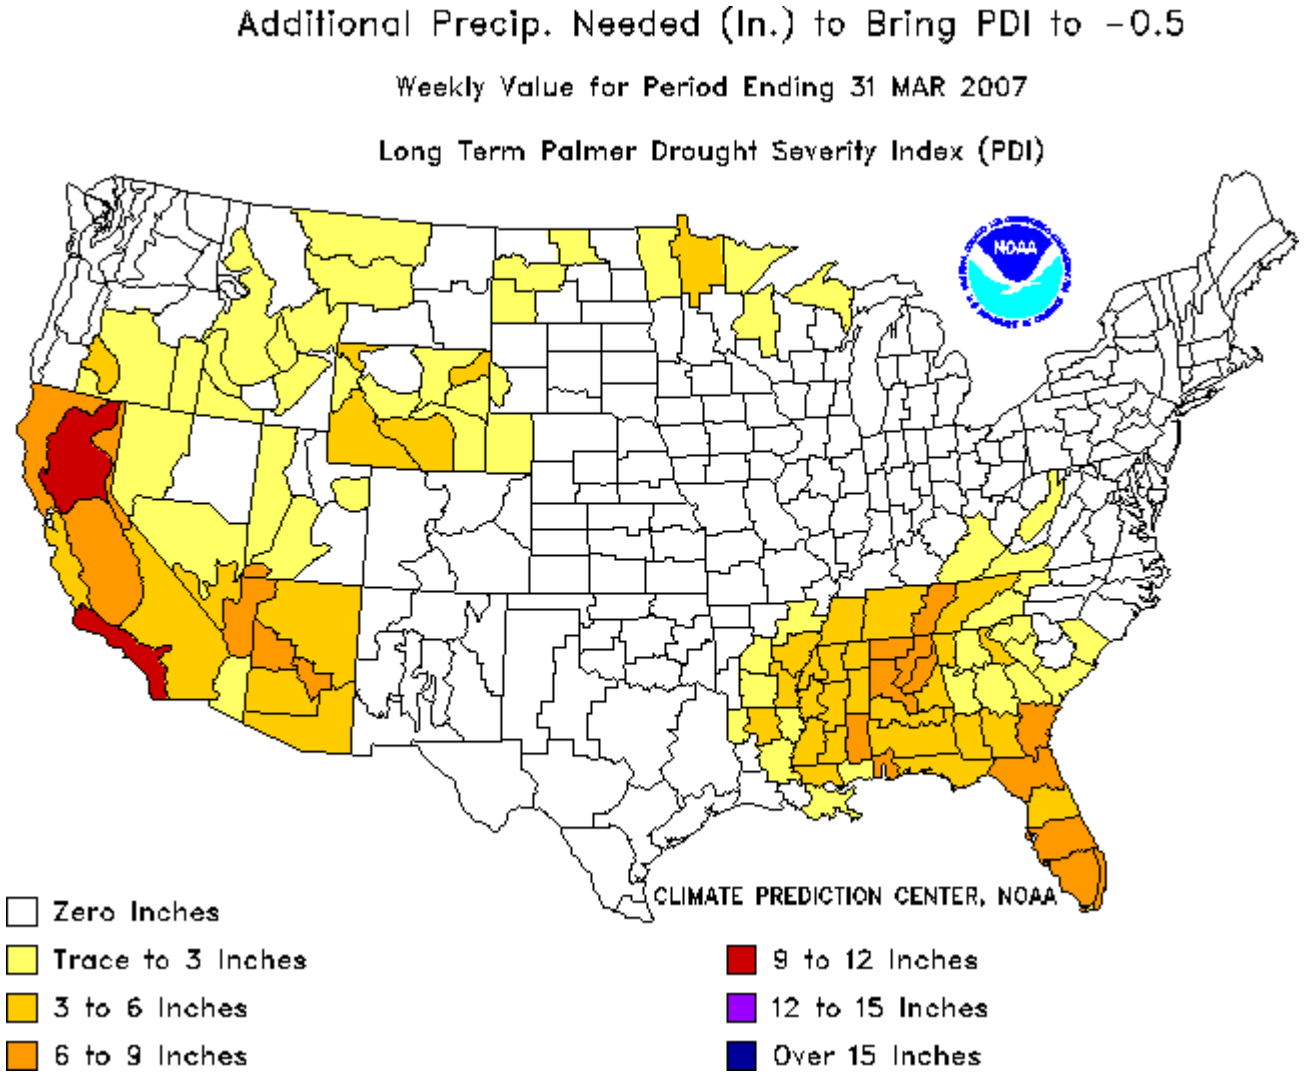 Additional Precip. Needed (In.) to Bring PDI to -0.5
Weekly Value for Period Ending 31 MAR 2007
Long Term Palmer Drought Severity Index (PDI)
NOAA
CLIMATE PREDICTION CENTER, NOAA
Zero Inches
Trace to 3 Inches
3 to 6 Inches
6 to 9 Inches
9 to 12 Inches
12 to 15 Inches
Over 15 Inches